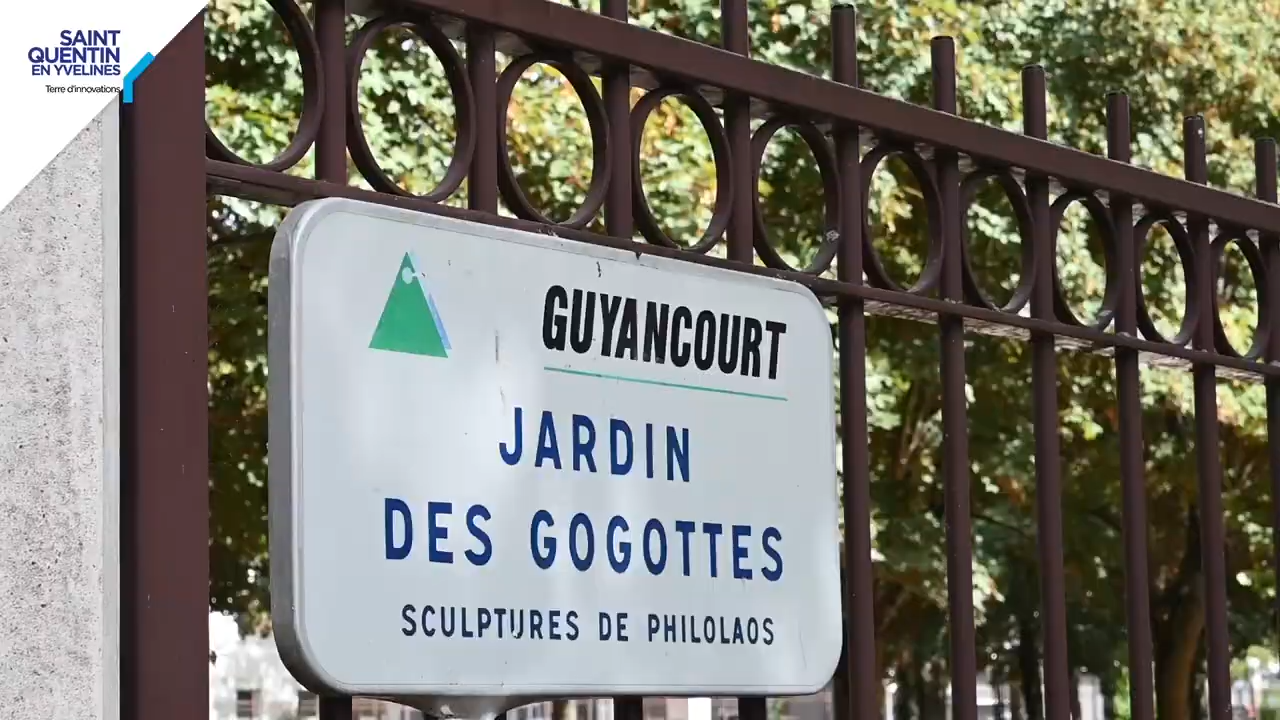 SAINT
QUENTIN
EN YVELINES
Terre d'innovations
GUYANCOURT
JARDIN
DES GOGOTTES
SCULPTURES DE PHILOLAOS